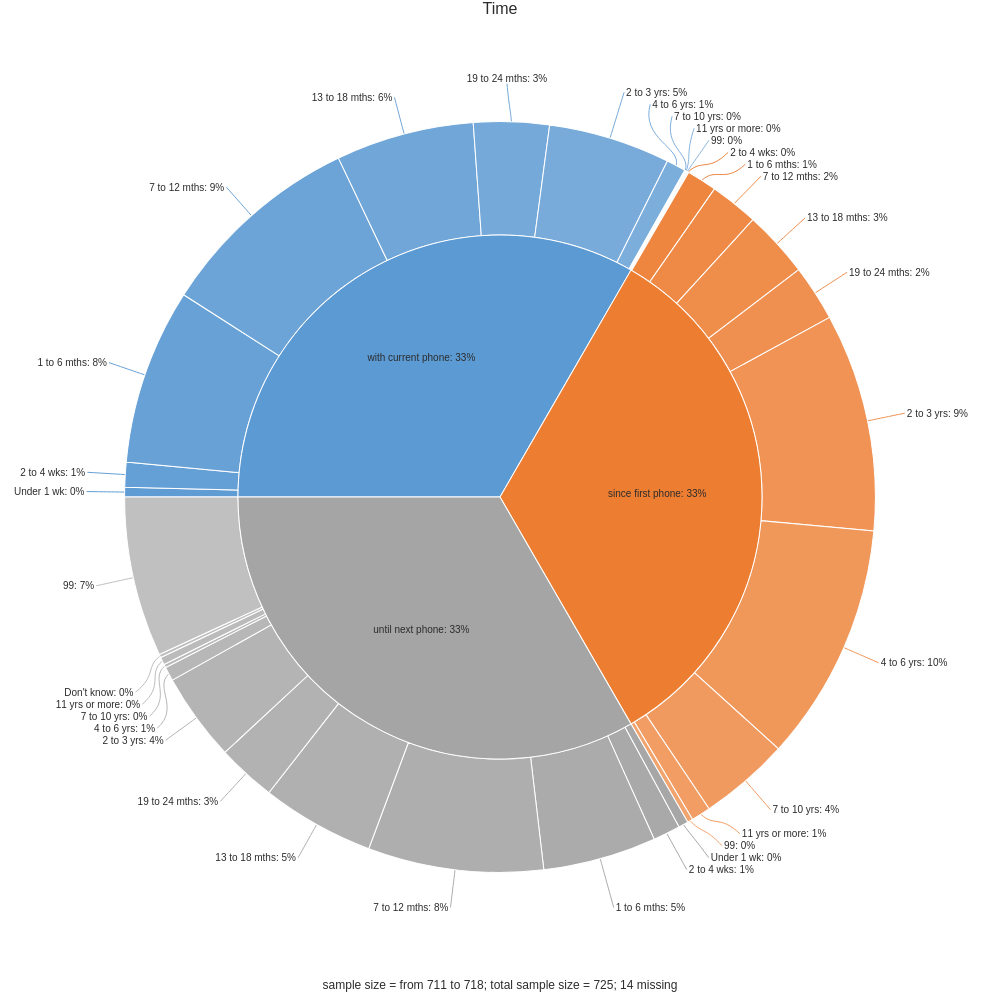 Time
19 to 24 mths: 3%
13 to 18 mths: 6%
7 to 12 mths: 9%
1 to 6 mths: 8%
2 to 4 wks: 1%
Under 1 wk: 0%
2 to 3 yrs: 5%
4 to 6 yrs: 1%
7 to 10 yrs: 0%
11 yrs or more: 0%
99: 0%
2 to 4 wks: 0%
1 to 6 mths: 1%
7 to 12 mths: 2%
13 to 18 mths: 3%
19 to 24 mths: 2%
2 to 3 yrs: 9%
4 to 6 yrs: 10%
7 to 10 yrs: 4%
11 yrs or more: 1%
99: 0%
Under 1 wk: 0%
2 to 4 wks: 1%
1 to 6 mths: 5%
7 to 12 mths: 8%
13 to 18 mths: 5%
19 to 24 mths: 3%
2 to 3 yrs: 4%
4 to 6 yrs: 1%
7 to 10 yrs: 0%
11 yrs or more: 0%
Don't know: 0%
99: 7%
with current phone: 33%
since first phone: 33%
until next phone: 33%
sample size = from 711 to 718; total sample size = 725; 14 missing